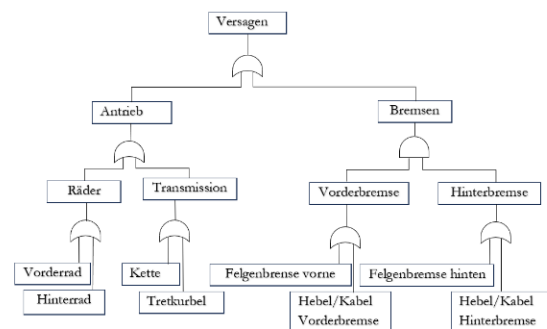 Versagen
Antrieb
Bremsen
Räder
Transmission
Vorderbremse
Hinterbremse
Vorderrad
Hinterrad
Kette
Tretkurbel
Felgenbrense vorne
Hebel/Kabel
Vorderbremse
Felgenbremse hinten
Hebel/Kabel
Hinterbremse